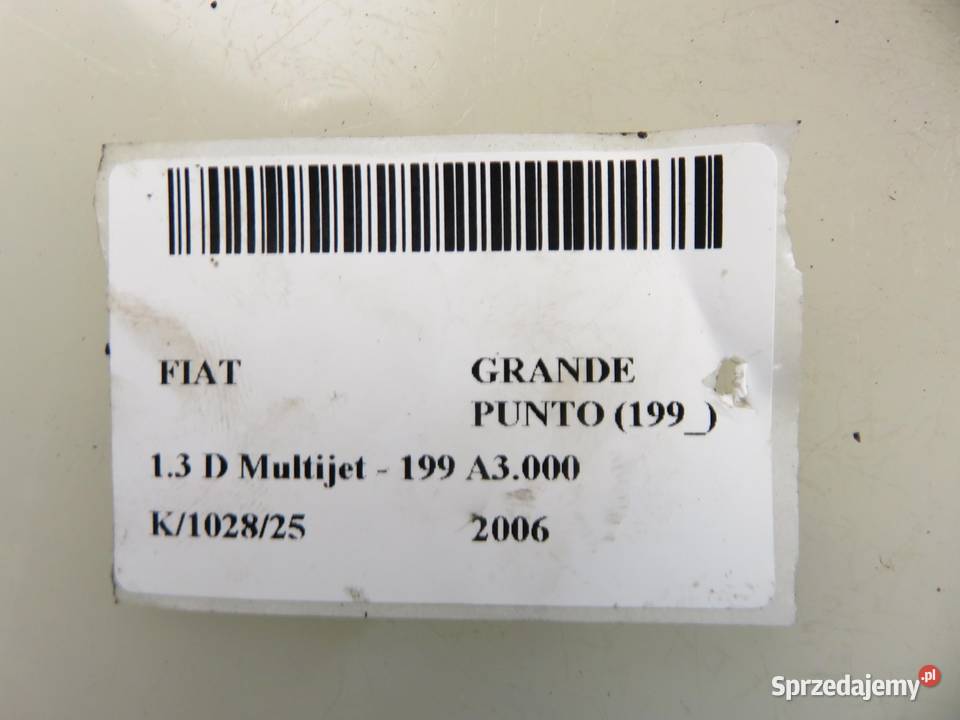 FIAT GRANDE
PUNTO (199_)
1.3 D Multijet - 199 A3.000
K/1028/25 2006
Sprzedajemy.pl